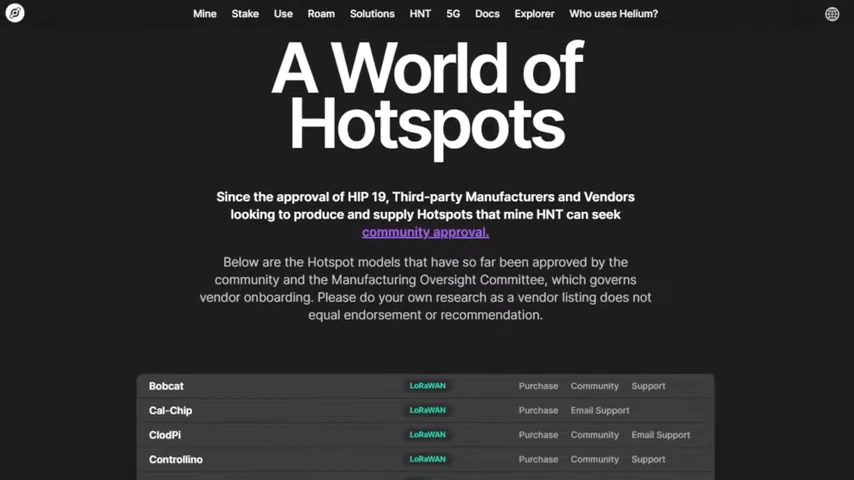 Mine Stake Use Roam Solutions HNT 5G Docs Explorer Who uses Helium?
A World of
Hotspots
Since the approval of HIP 19, Third-party Manufacturers and Vendors
looking to produce and supply Hotspots that mine HNT can seek
community approval.
Below are the Hotspot models that have so far been approved by the
community and the Manufacturing Oversight Committee, which governs
vendor onboarding. Please do your own research as a vendor listing does not
equal endorsement or recommendation.
Bobcat LoRaWAN Purchase Community Support
Cal-Chip LoRaWAN Purchase Email Support
ClodPi LoRaWAN Purchase Community Email Support
Controllino LoRaWAN Purchase Community Support